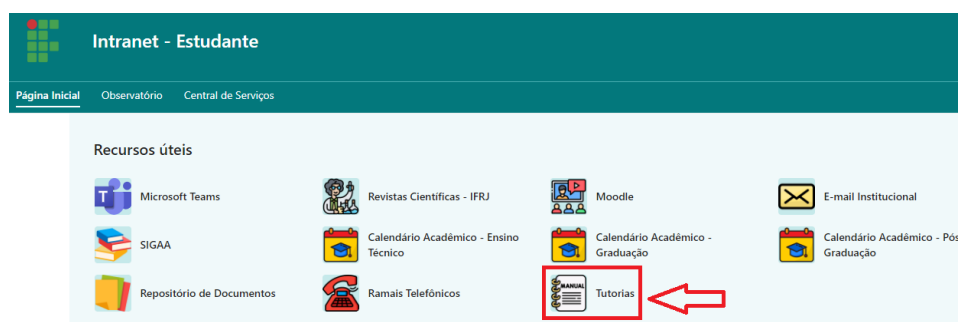 Intranet - Estudante
Página Inicial Observatório Central de Serviços
Recursos úteis
Microsoft Teams
Revistas Científicas - IFRJ
Moodle
E-mail Institucional
SIGAA
Calendário Acadêmico - Ensino
Técnico
Calendário Acadêmico -
Graduação
Calendário Acadêmico - Pós
Graduação
Repositório de Documentos
Ramais Telefônicos
MANUAL
Tutorias